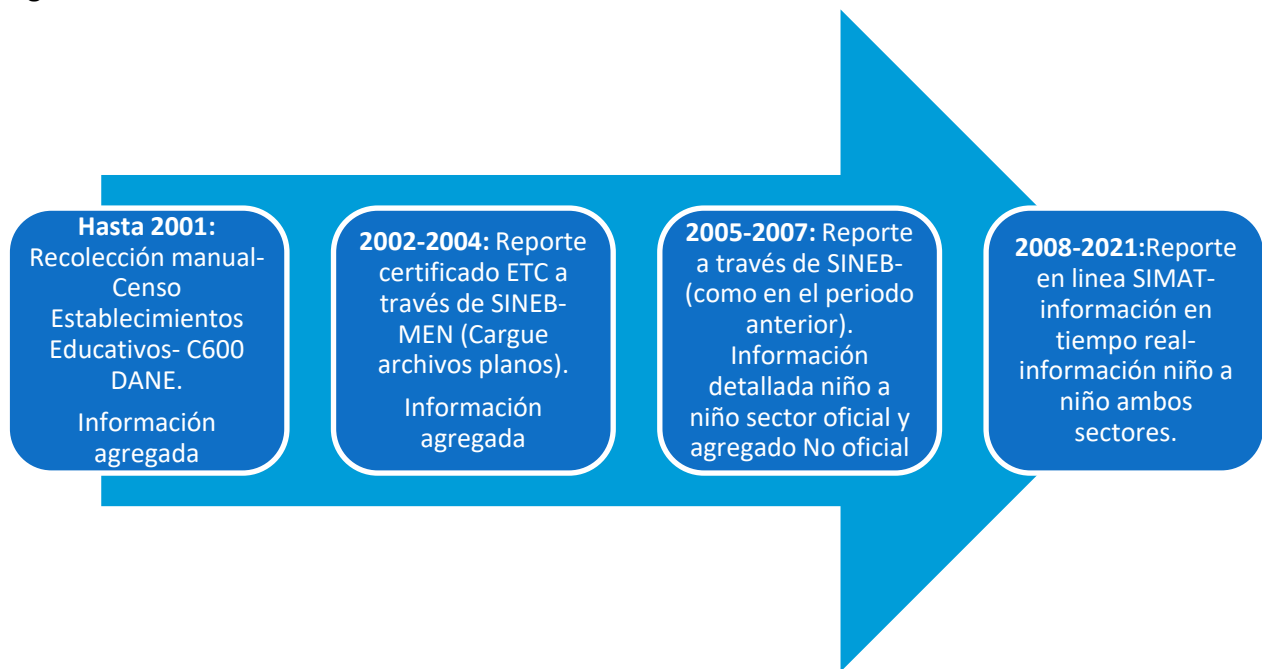 Hasta 2001:
Recolección manual-
Censo
Establecimientos
Educativos- C600
DANE.
Información
agregada
2002-2004: Reporte
certificado ETC a
través de SINEB-
MEN (Cargue
archivos planos).
Información
agregada
2005-2007: Reporte
a través de SINEB-
(como en el periodo
anterior).
Información
detallada niño a
niño sector oficial y
agregado No oficial
2008-2021:Reporte
en linea SIMAT-
información en
tiempo real-
información niño a
niño ambos
sectores.